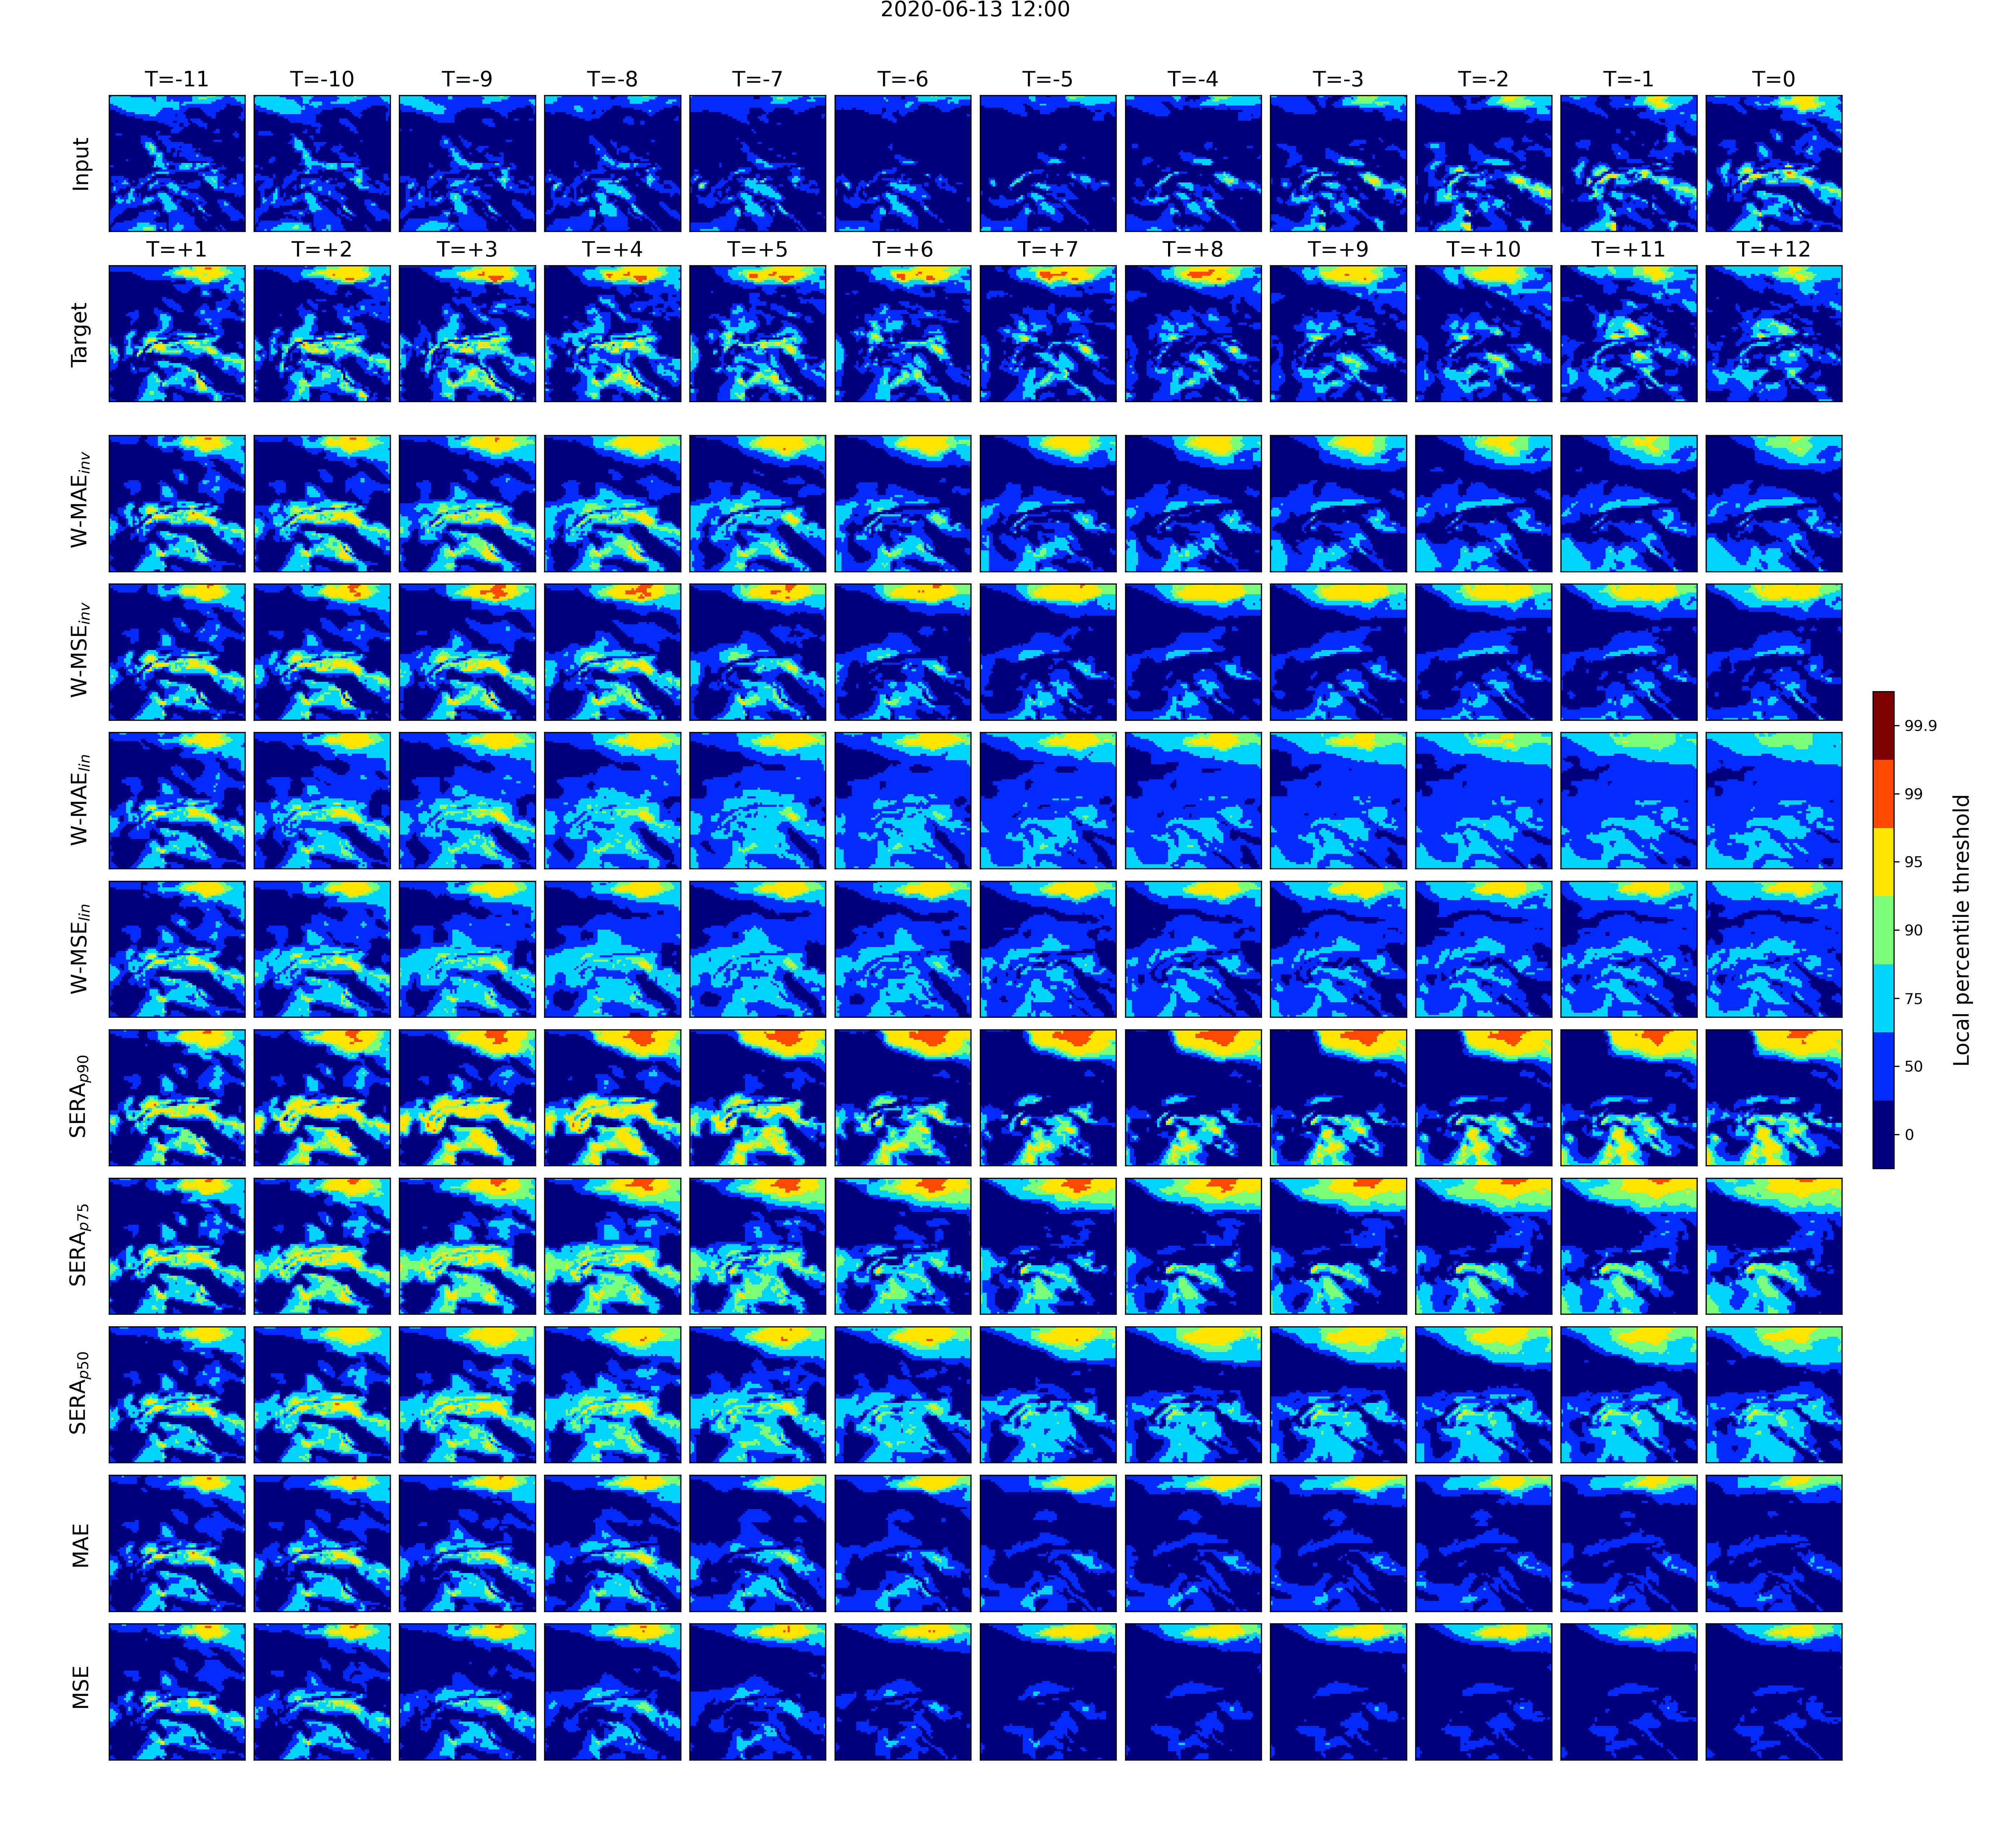 2020-06-13 12:00
T=-11 T=-10 T=-9 T=-8 T=-7 T=-6 T=-5 T=-4 T=-3 T=-2 T=-1 T=0
Input
T=+1 T=+2 T=+3 T=+4 T=+5 T=+6 T=+7 T=+8 T=+9 T=+10 T=+11 T=+12
Target
W-MAEinv
W-MSEinv
W-MAElin
W-MSElin
SERAp90
SERAp75
SERAp50
MAE
MSE
99.9
99
95
90
75
50
0
Local percentile threshold